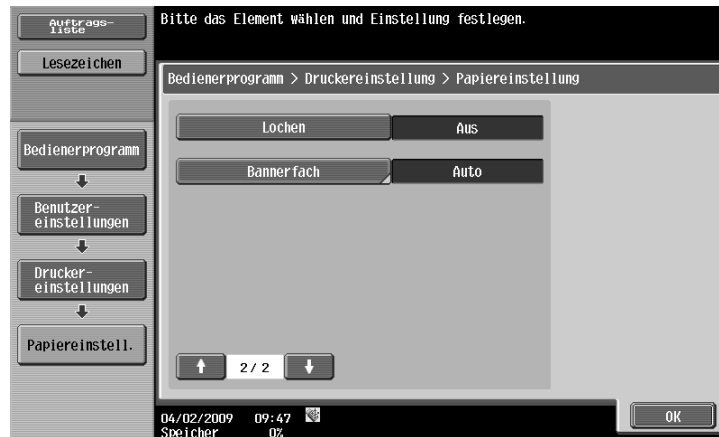 Auftrags-
liste
Lesezeichen
Bedienerprogramm
Benutzer-
einstellungen
Drucker-
einstellungen
Papiereinstell.
Bitte das Element wählen und Einstellung festlegen.
Bedienerprogramm > Druckereinstellung > Papiereinstellung
Lochen Aus
Bannerfach Auto
2/ 2
04/02/2009 09:47
Speicher 0%
OK